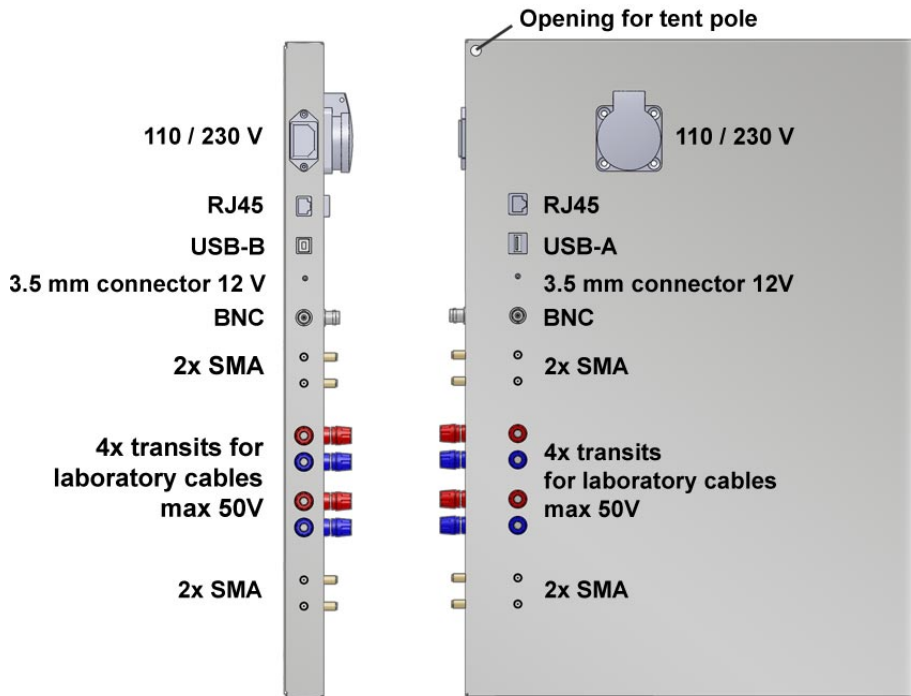 Opening for tent pole
110 / 230 V
110 / 230 V
RJ45
RJ45
USB-B
USB-A
3.5 mm connector 12 V
3.5 mm connector 12V
BNC
BNC
2x SMA
2x SMA
4x transits for
laboratory cables
max 50V
4x transits
for laboratory cables
max 50V
2x SMA
2x SMA